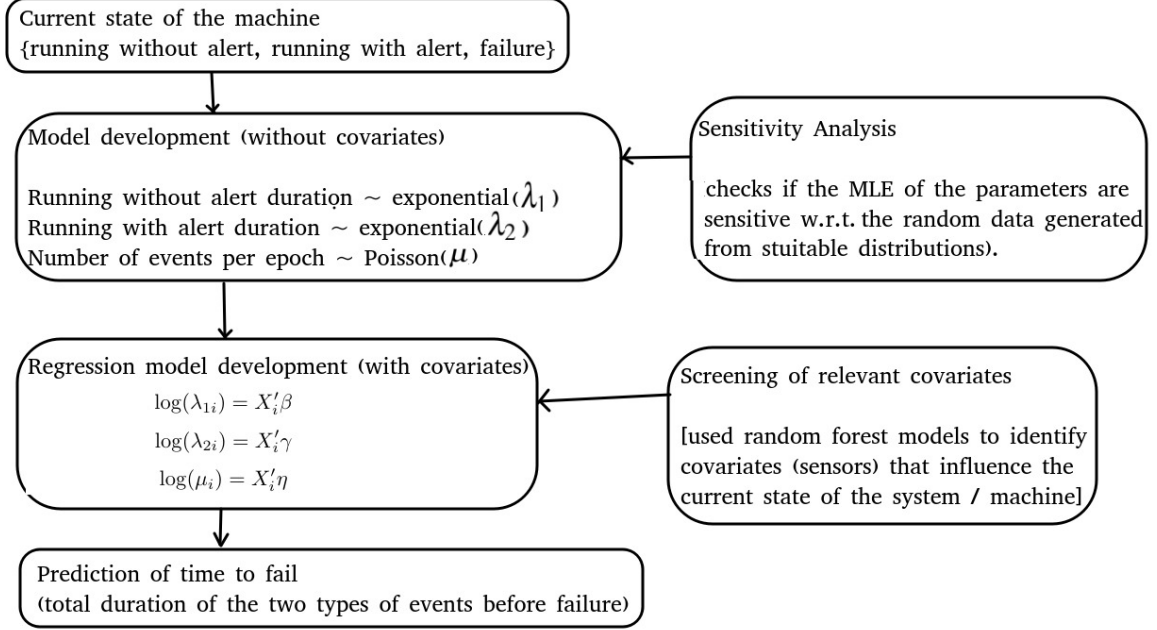 Current state of the machine
{running without alert, running with alert, failure}
Model development (without covariates)
Running without alert duration ~ exponential(λ₁)
Running with alert duration ~ exponential(λ₂)
Number of events per epoch ~ Poisson(μ)
Sensitivity Analysis
checks if the MLE of the parameters are
sensitive w.r.t. the random data generated
from stuitable distributions).
Regression model development (with covariates)
log(λ₁ᵢ) = X′ᵢβ
log(λ₂ᵢ) = X′ᵢγ
log(μᵢ) = X′ᵢη
Screening of relevant covariates
[used random forest models to identify
covariates (sensors) that influence the
current state of the system / machine]
Prediction of time to fail
(total duration of the two types of events before failure)